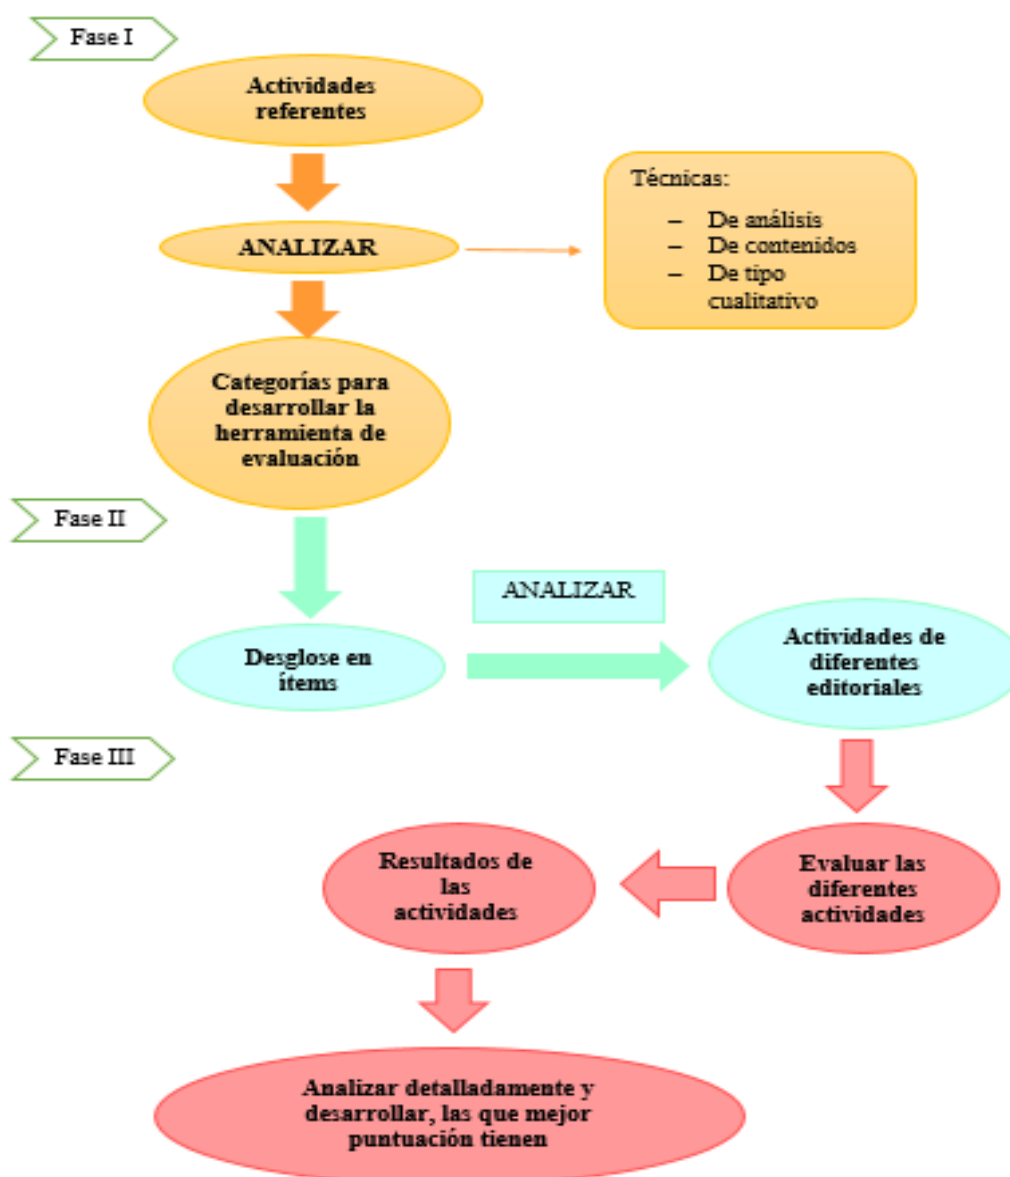 Fase I
Actividades
referentes
ANALIZAR
Técnicas:
– De análisis
– De contenidos
– De tipo
cualitativo
Categorías para
desarrollar la
herramienta de
evaluación
Fase II
ANALIZAR
Desglose en
ítems
Actividades de
diferentes
editoriales
Fase III
Evaluar las
diferentes
actividades
Resultados de
las
actividades
Analizar detalladamente y
desarrollar, las que mejor
puntuación tienen